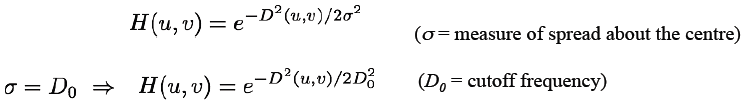 H(u,v) = e^{-D^2(u,v)/2σ^2} (σ = measure of spread about the centre)
σ = D_0 ⇒ H(u,v) = e^{-D^2(u,v)/2D_0^2} (D_0 = cutoff frequency)